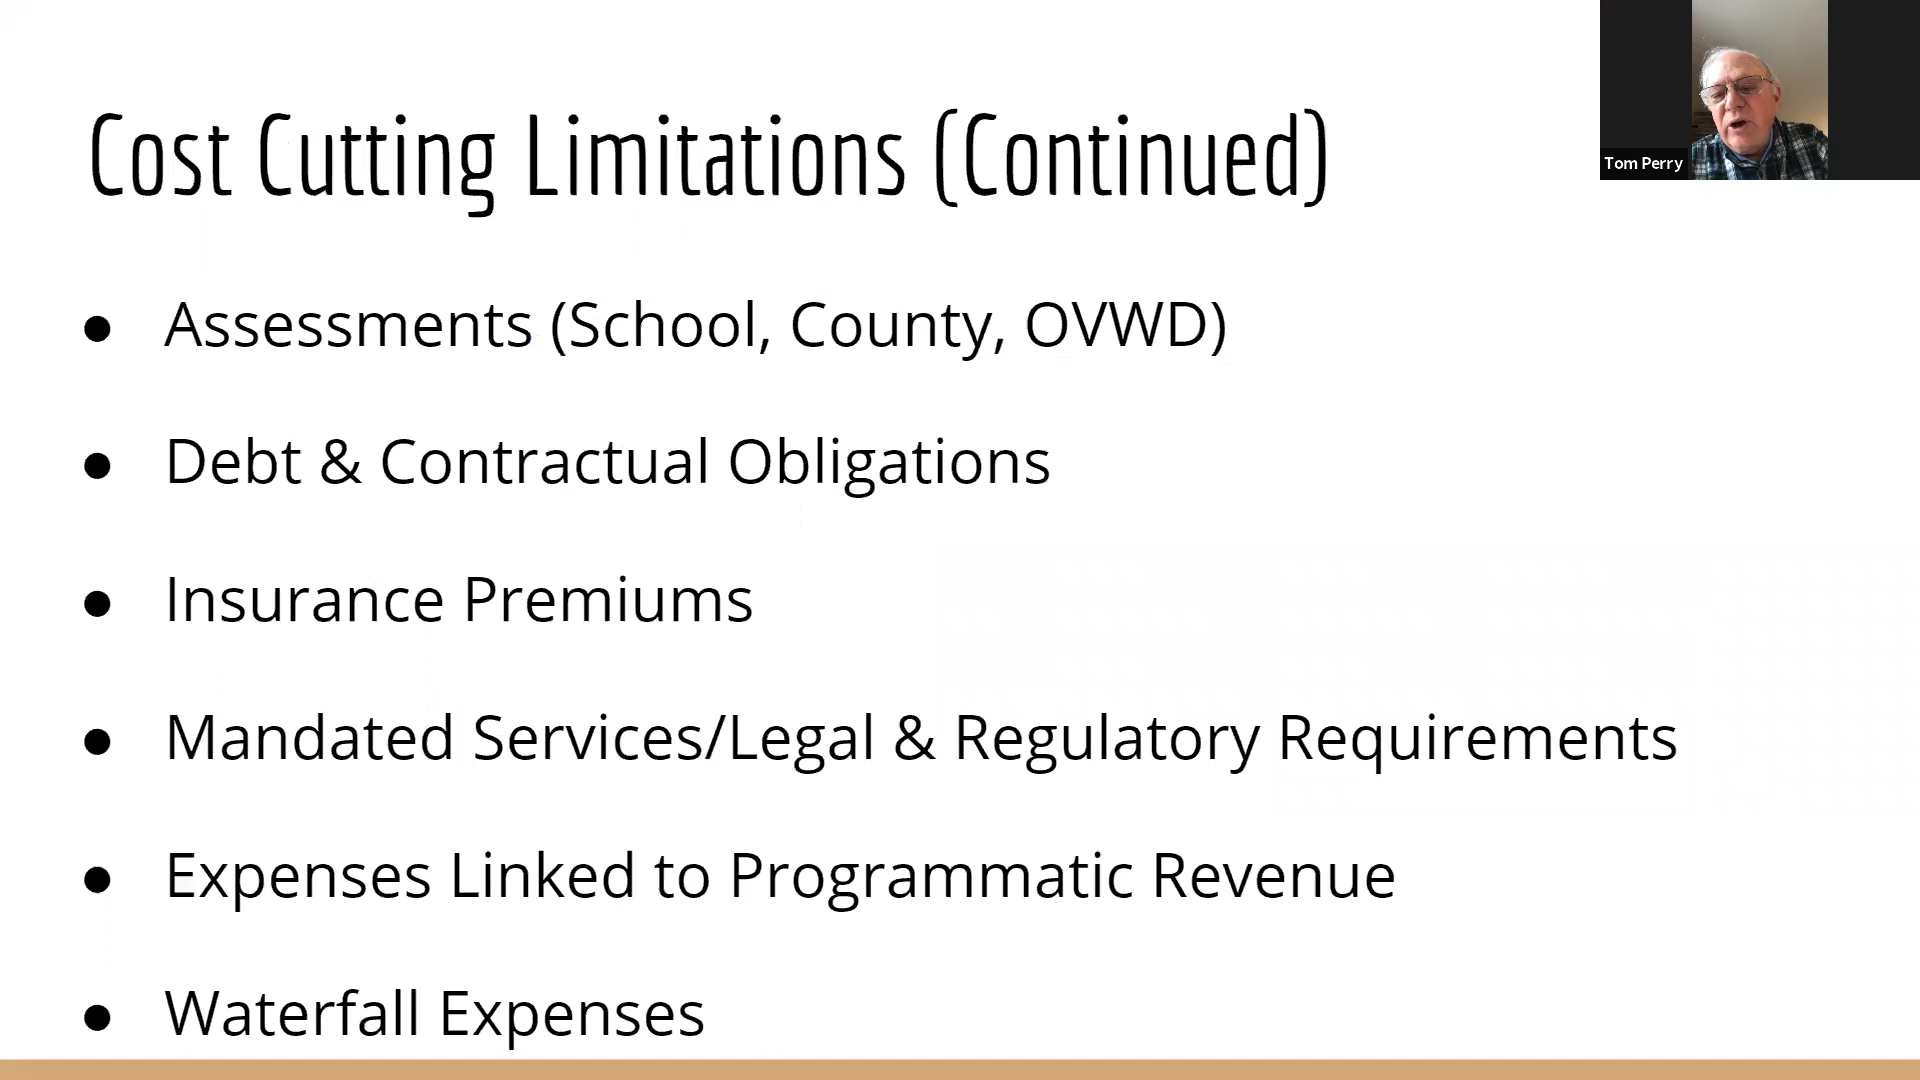 Cost Cutting Limitations (Continued)
Tom Perry
● Assessments (School, County, OVWD)
● Debt & Contractual Obligations
● Insurance Premiums
● Mandated Services/Legal & Regulatory Requirements
● Expenses Linked to Programmatic Revenue
● Waterfall Expenses